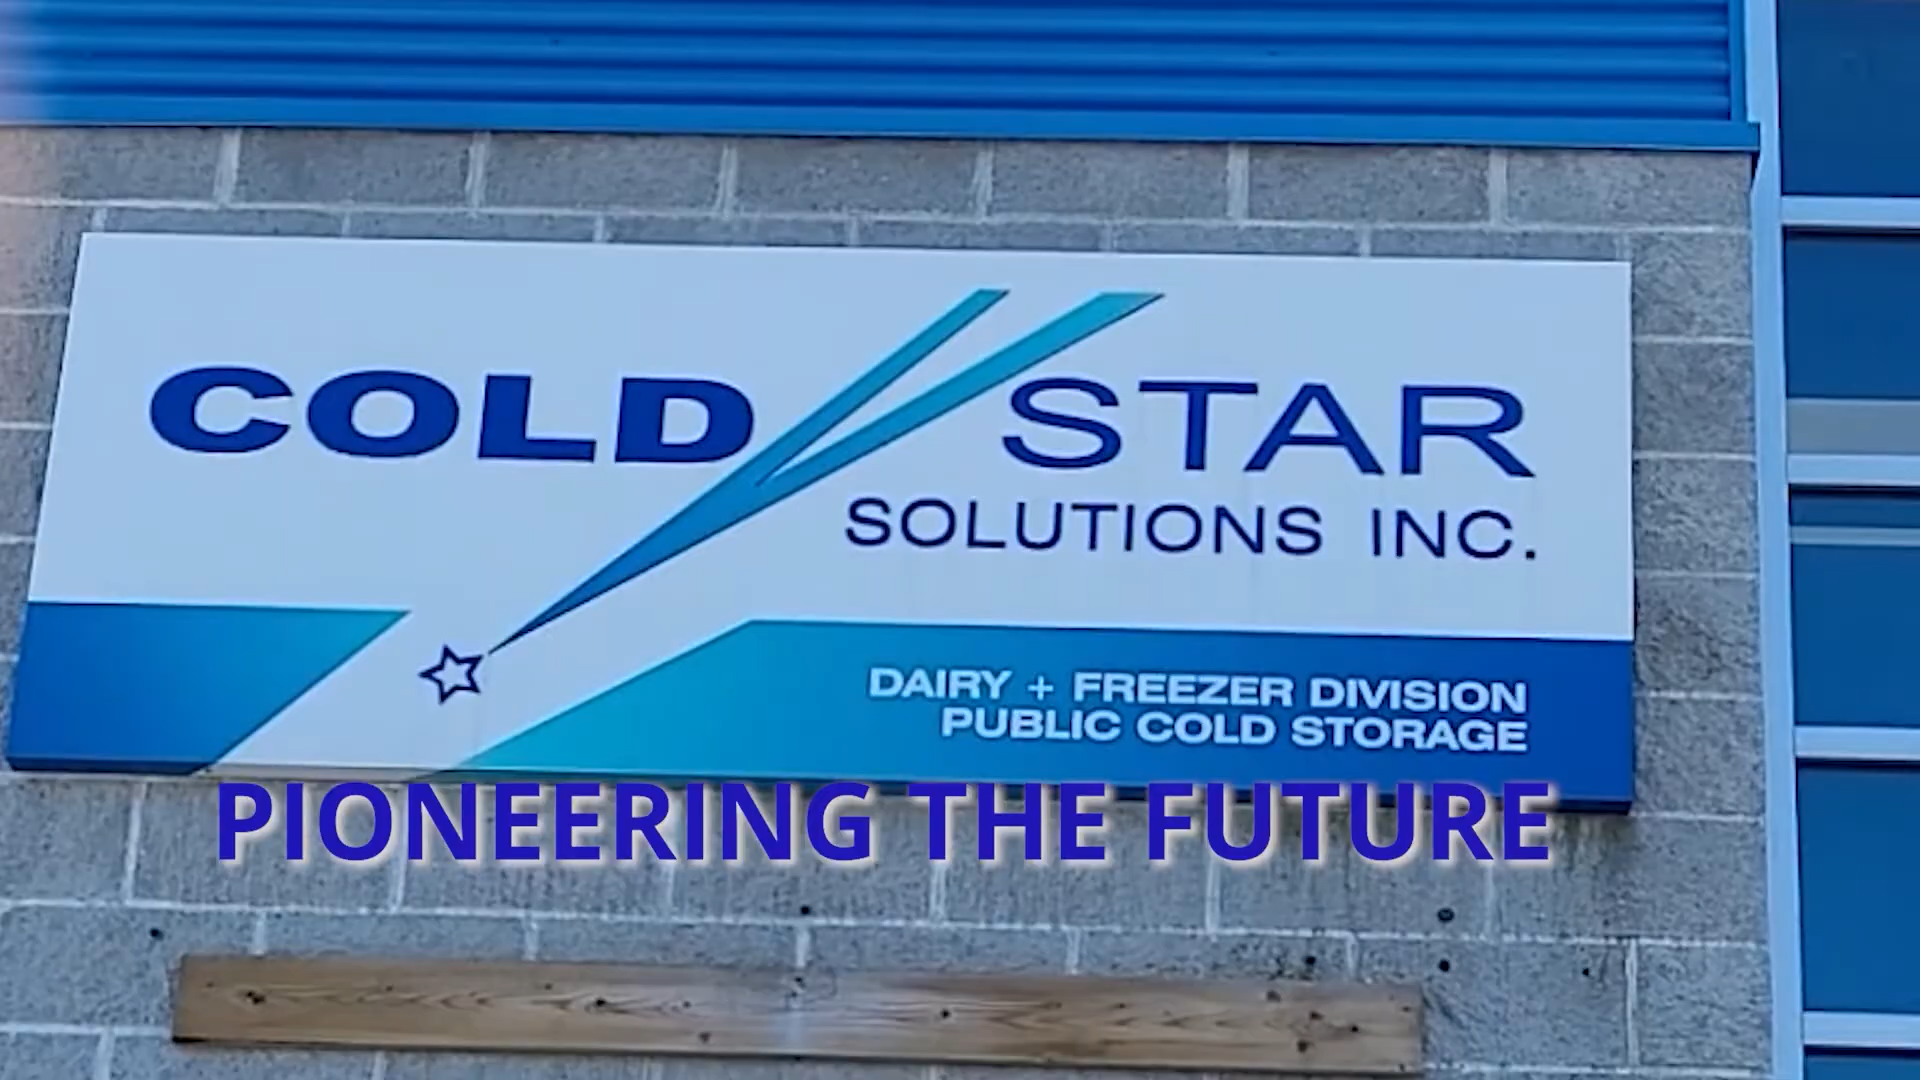 COLD STAR
SOLUTIONS INC.
DAIRY + FREEZER DIVISION
PUBLIC COLD STORAGE
PIONEERING THE FUTURE